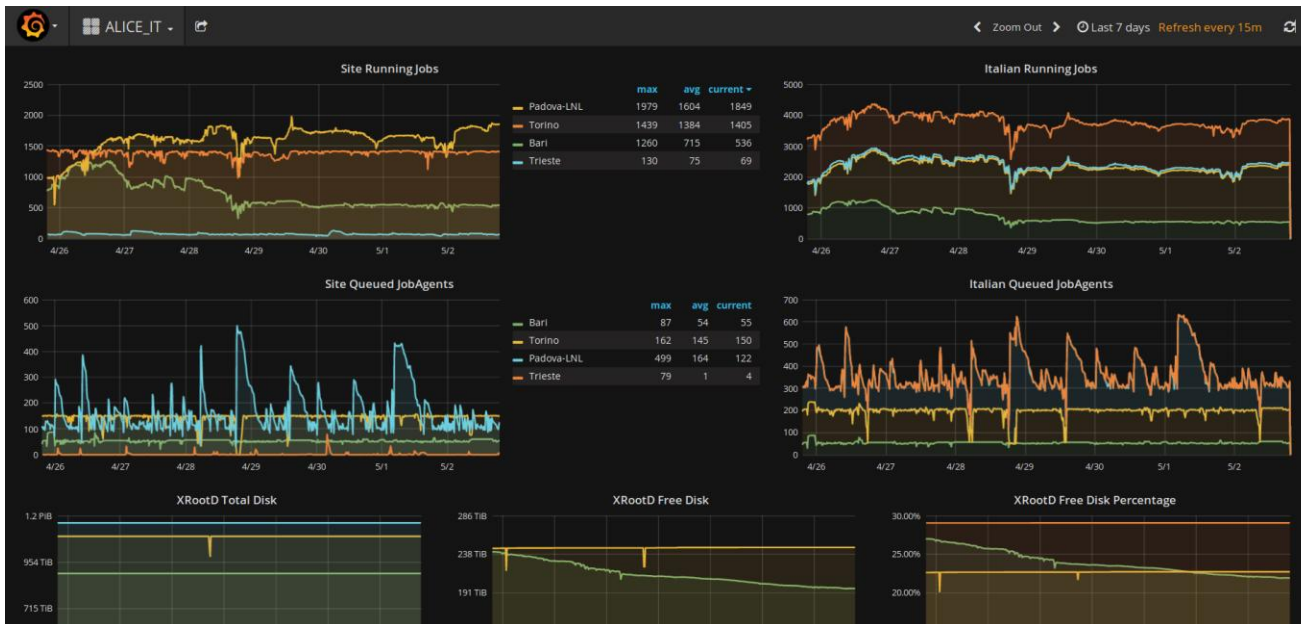 ALICE_IT
Zoom Out
Last 7 days
Refresh every 15m
Site Running Jobs
2500
2000
1500
1000
500
0
4/26 4/27 4/28 4/29 4/30 5/1 5/2
max avg current
Padova-LNL 1979 1604 1849
Torino 1439 1384 1405
Bari 1260 715 536
Trieste 130 75 69
Italian Running Jobs
5000
4000
3000
2000
1000
0
4/26 4/27 4/28 4/29 4/30 5/1 5/2
Site Queued JobAgents
600
500
400
300
200
100
0
4/26 4/27 4/28 4/29 4/30 5/1 5/2
max avg current
Bari 87 54 55
Torino 162 145 150
Padova-LNL 499 164 122
Trieste 79 1 4
Italian Queued JobAgents
700
600
500
400
300
200
100
0
4/26 4/27 4/28 4/29 4/30 5/1 5/2
XRootD Total Disk
1.2 PiB
954 TiB
715 TiB
XRootD Free Disk
286 TiB
238 TiB
191 TiB
XRootD Free Disk Percentage
30.00%
25.00%
20.00%